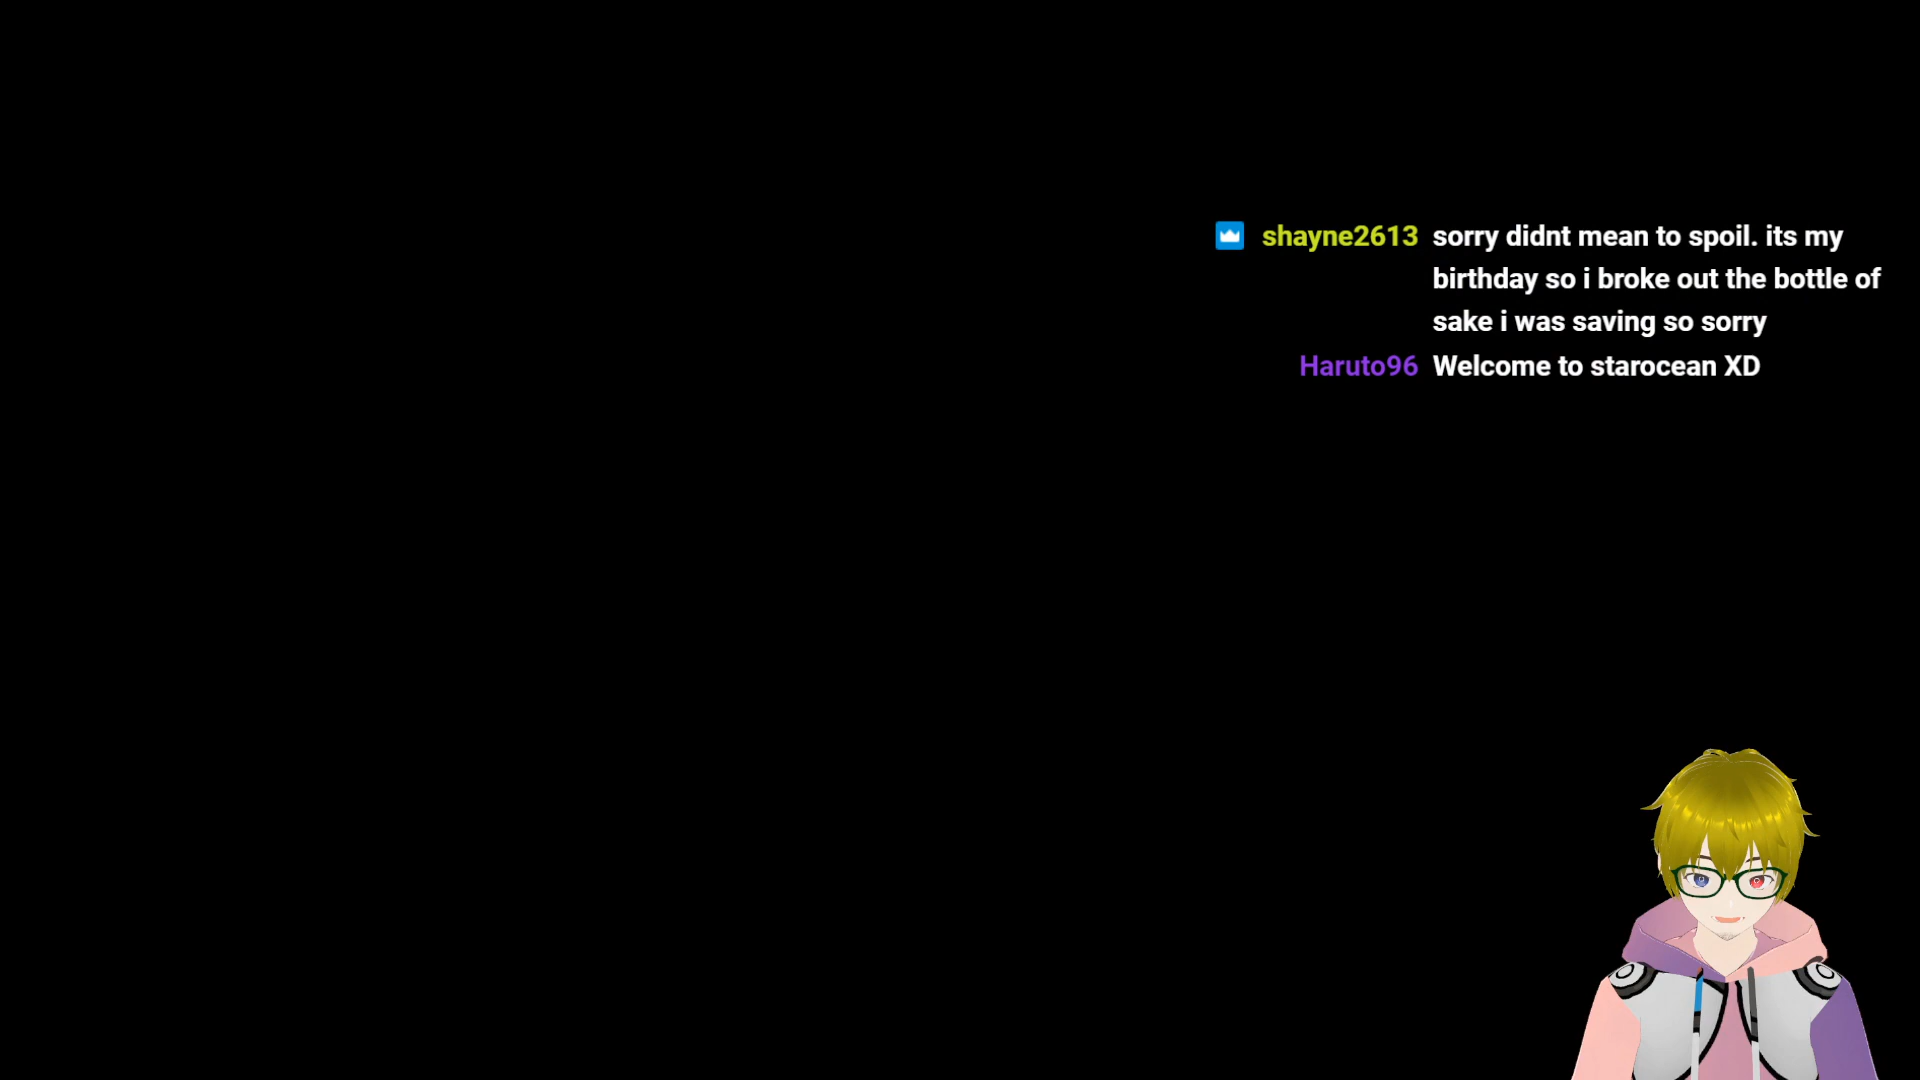 shayne2613 sorry didnt mean to spoil. its my
birthday so i broke out the bottle of
sake i was saving so sorry
Haruto96 Welcome to starocean XD